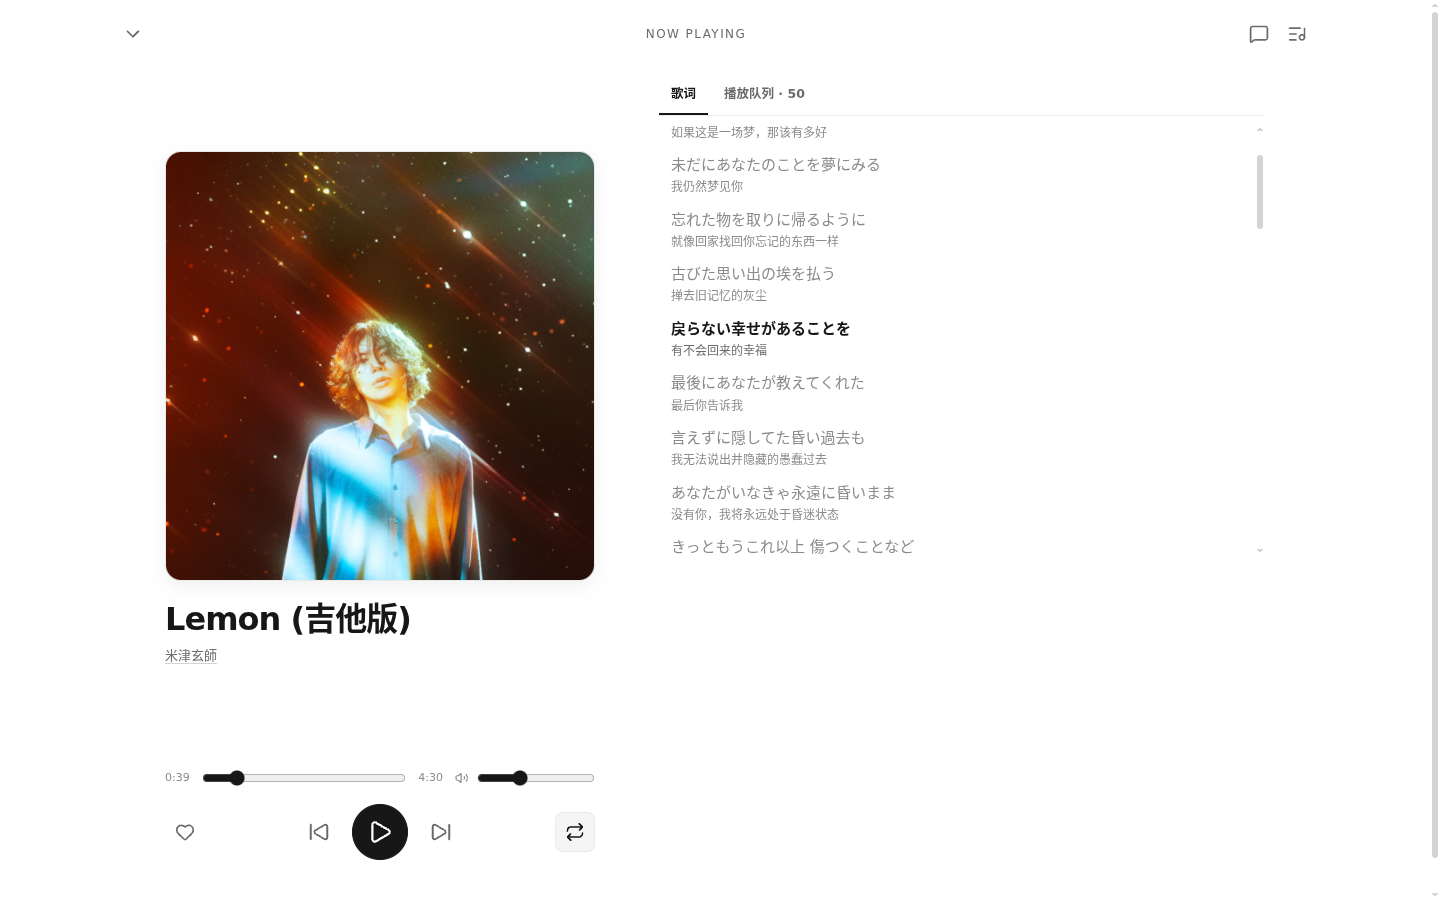 NOW PLAYING
歌词
播放队列 · 50
如果这是一场梦，那该有多好
未だにあなたのことを夢にみる
我仍然梦见你
忘れた物を取りに帰るように
就像回家找回你忘记的东西一样
古びた思い出の埃を払う
掸去旧记忆的灰尘
戻らない幸せがあることを
有不会回来的幸福
最後にあなたが教えてくれた
最后你告诉我
言えずに隠してた昏い過去も
我无法说出并隐藏的愚蠢过去
あなたがいなきゃ永遠に昏いまま
没有你，我将永远处于昏迷状态
きっともうこれ以上 傷つくことなど
Lemon (吉他版)
米津玄師
0:39
4:30